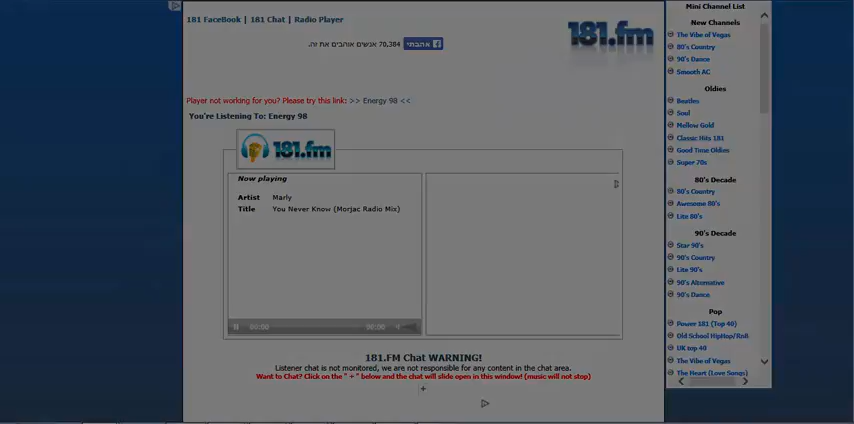 181 FaceBook | 181 Chat | Radio Player
181.fm
אהבתי
70,384 אנשים אוהבים את זה.
Player not working for you? Please try this link: >> Energy 98 <<
You're Listening To: Energy 98
181.fm
Now playing
Artist Marly
Title You Never Know (Morjac Radio Mix)
00:00 00:00
181.FM Chat WARNING!
Listener chat is not monitored, we are not responsible for any content in the chat area.
Want to Chat? Click on the " + " below and the chat will slide open in this window! (music will not stop)
+
Mini Channel List
New Channels
The Vibe of Vegas
80's Country
90's Dance
Smooth AC
Oldies
Beatles
Soul
Mellow Gold
Classic Hits 181
Good Time Oldies
Super 70s
80's Decade
80's Country
Awesome 80's
Lite 80's
90's Decade
Star 90's
90's Country
Lite 90's
90's Alternative
90's Dance
Pop
Power 181 (Top 40)
Old School HipHop/RnB
UK top 40
The Vibe of Vegas
The Heart (Love Songs)